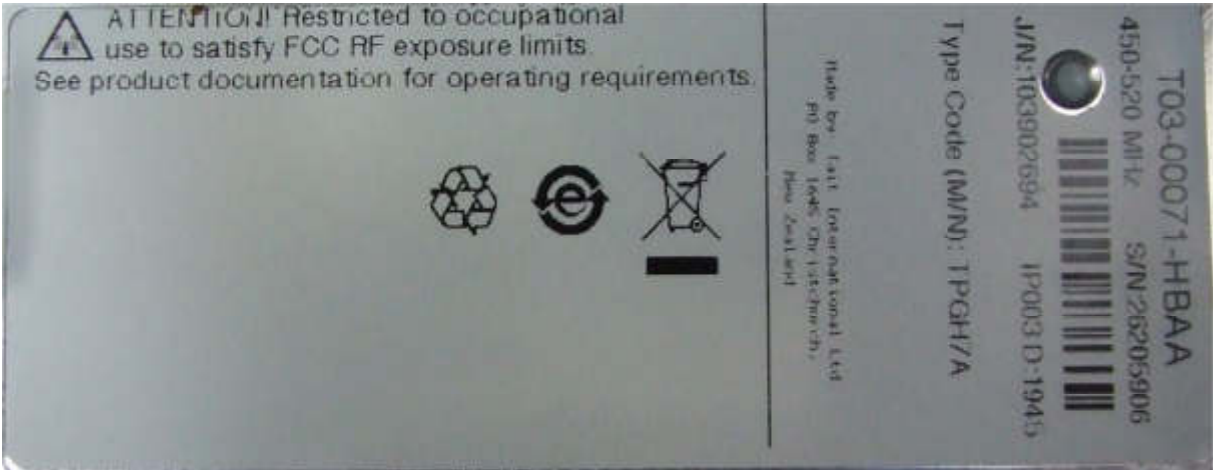 ATTENTION! Restricted to occupational
use to satisfy FCC RF exposure limits.
See product documentation for operating requirements.
T03-00071-HBAA
450-520 MHz S/N:26205906
J/N:103902694 IP003 D:1945
Type Code (M/N): TPGH7A
Made by: Tait International Ltd
PO Box 1645 Christchurch,
New Zealand